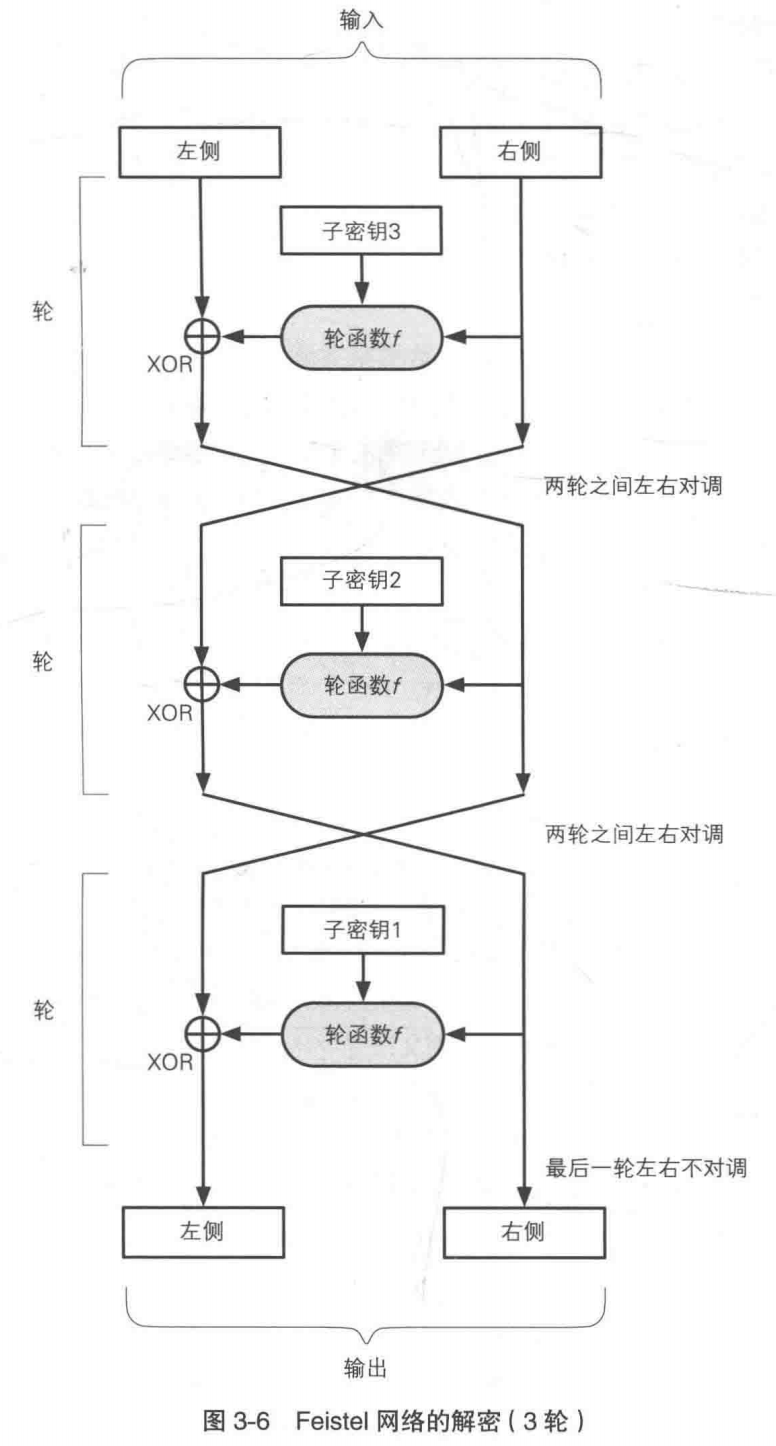 输入
左侧
右侧
子密钥3
轮
轮函数f
XOR
两轮之间左右对调
子密钥2
轮
轮函数f
XOR
两轮之间左右对调
子密钥1
轮
轮函数f
XOR
最后一轮左右不对调
左侧
右侧
输出
图 3-6 Feistel 网络的解密（3 轮）